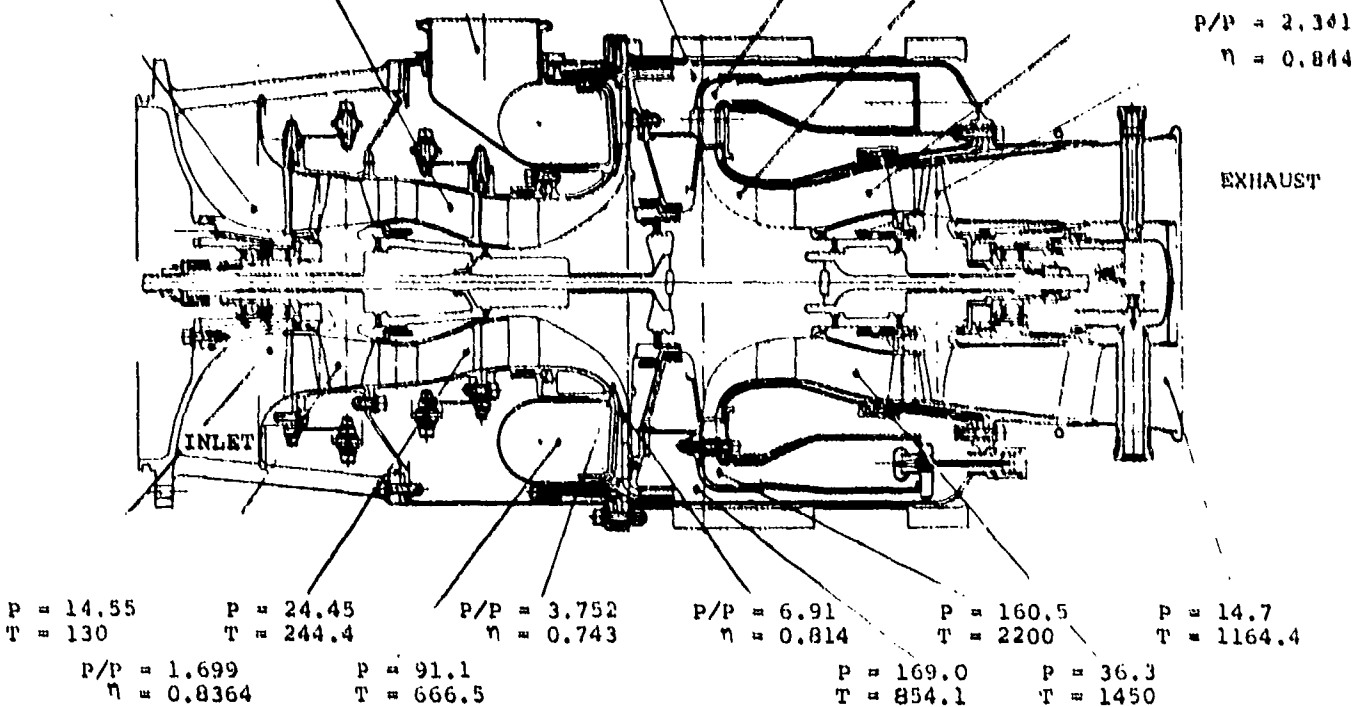 P/P = 2.341
η = 0.844
EXHAUST
INLET
P = 14.55 P = 24.45 P/P = 3.752 P/P = 6.91 P = 160.5 P = 14.7
T = 130 T = 244.4 η = 0.743 η = 0.814 T = 2200 T = 1164.4
P/P = 1.699 P = 91.1 P = 169.0 P = 36.3
η = 0.8364 T = 666.5 T = 854.1 T = 1450